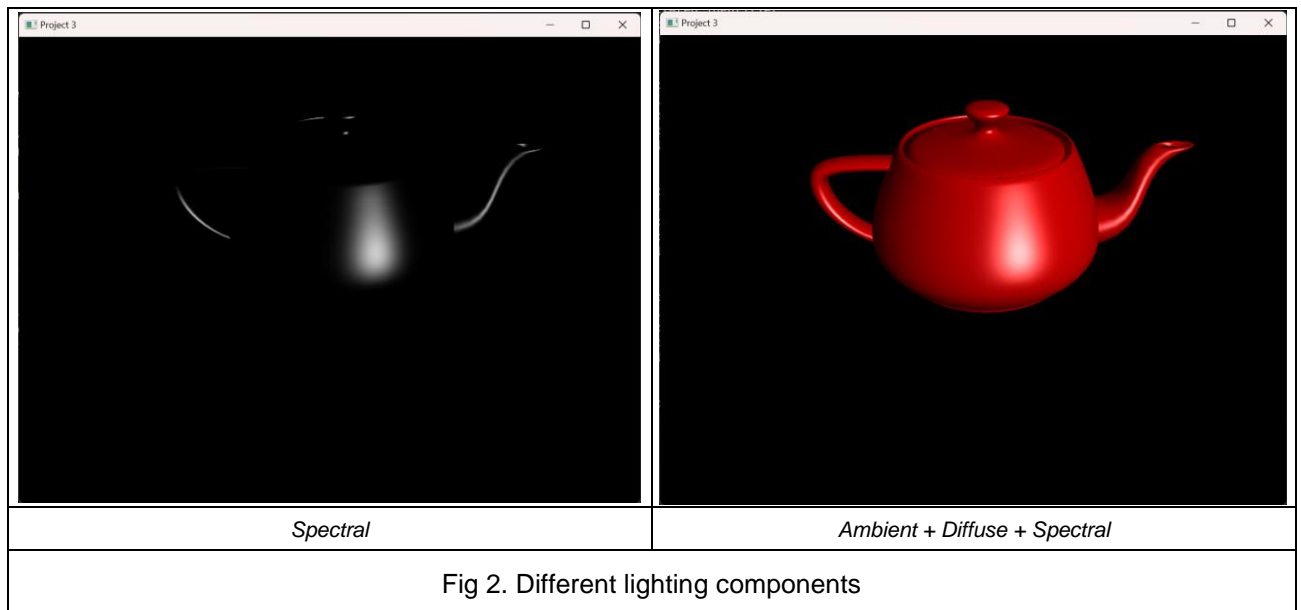 Project 3
Project 3
Spectral
Ambient + Diffuse + Spectral
Fig 2. Different lighting components